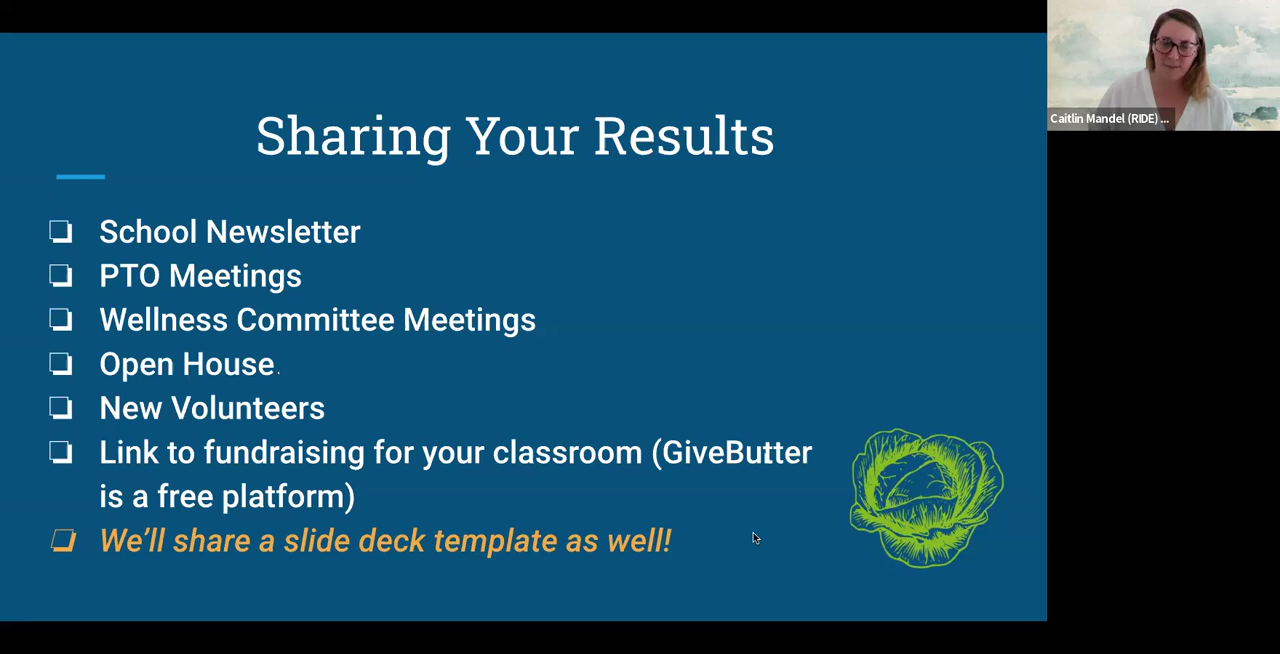 Sharing Your Results
School Newsletter
PTO Meetings
Wellness Committee Meetings
Open House.
New Volunteers
Link to fundraising for your classroom (GiveButter
is a free platform)
We'll share a slide deck template as well!
Caitlin Mandel (RIDE) ...